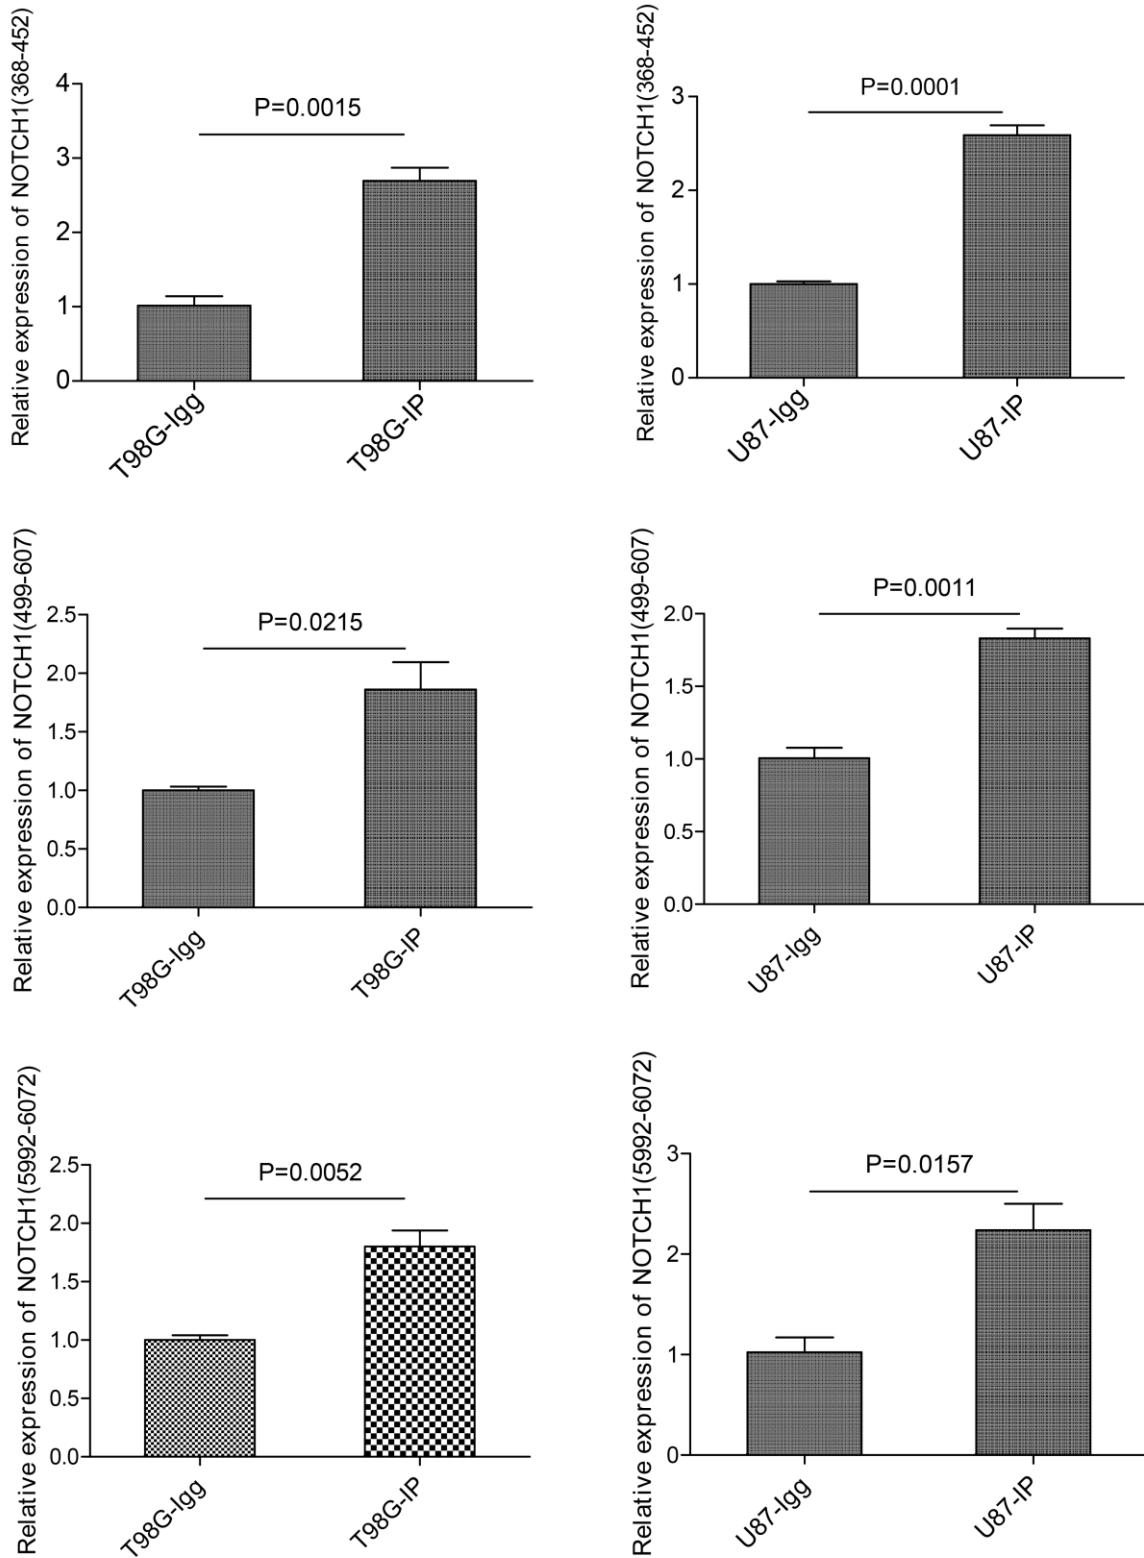 Relative expression of NOTCH1(368-452)
4
3
2
1
0
P=0.0015
T98G-Igg
T98G-IP
Relative expression of NOTCH1(368-452)
3
2
1
0
P=0.0001
U87-Igg
U87-IP
Relative expression of NOTCH1(499-607)
2.5
2.0
1.5
1.0
0.5
0.0
P=0.0215
T98G-Igg
T98G-IP
Relative expression of NOTCH1(499-607)
2.0
1.5
1.0
0.5
0.0
P=0.0011
U87-Igg
U87-IP
Relative expression of NOTCH1(5992-6072)
2.5
2.0
1.5
1.0
0.5
0.0
P=0.0052
T98G-Igg
T98G-IP
Relative expression of NOTCH1(5992-6072)
3
2
1
0
P=0.0157
U87-Igg
U87-IP